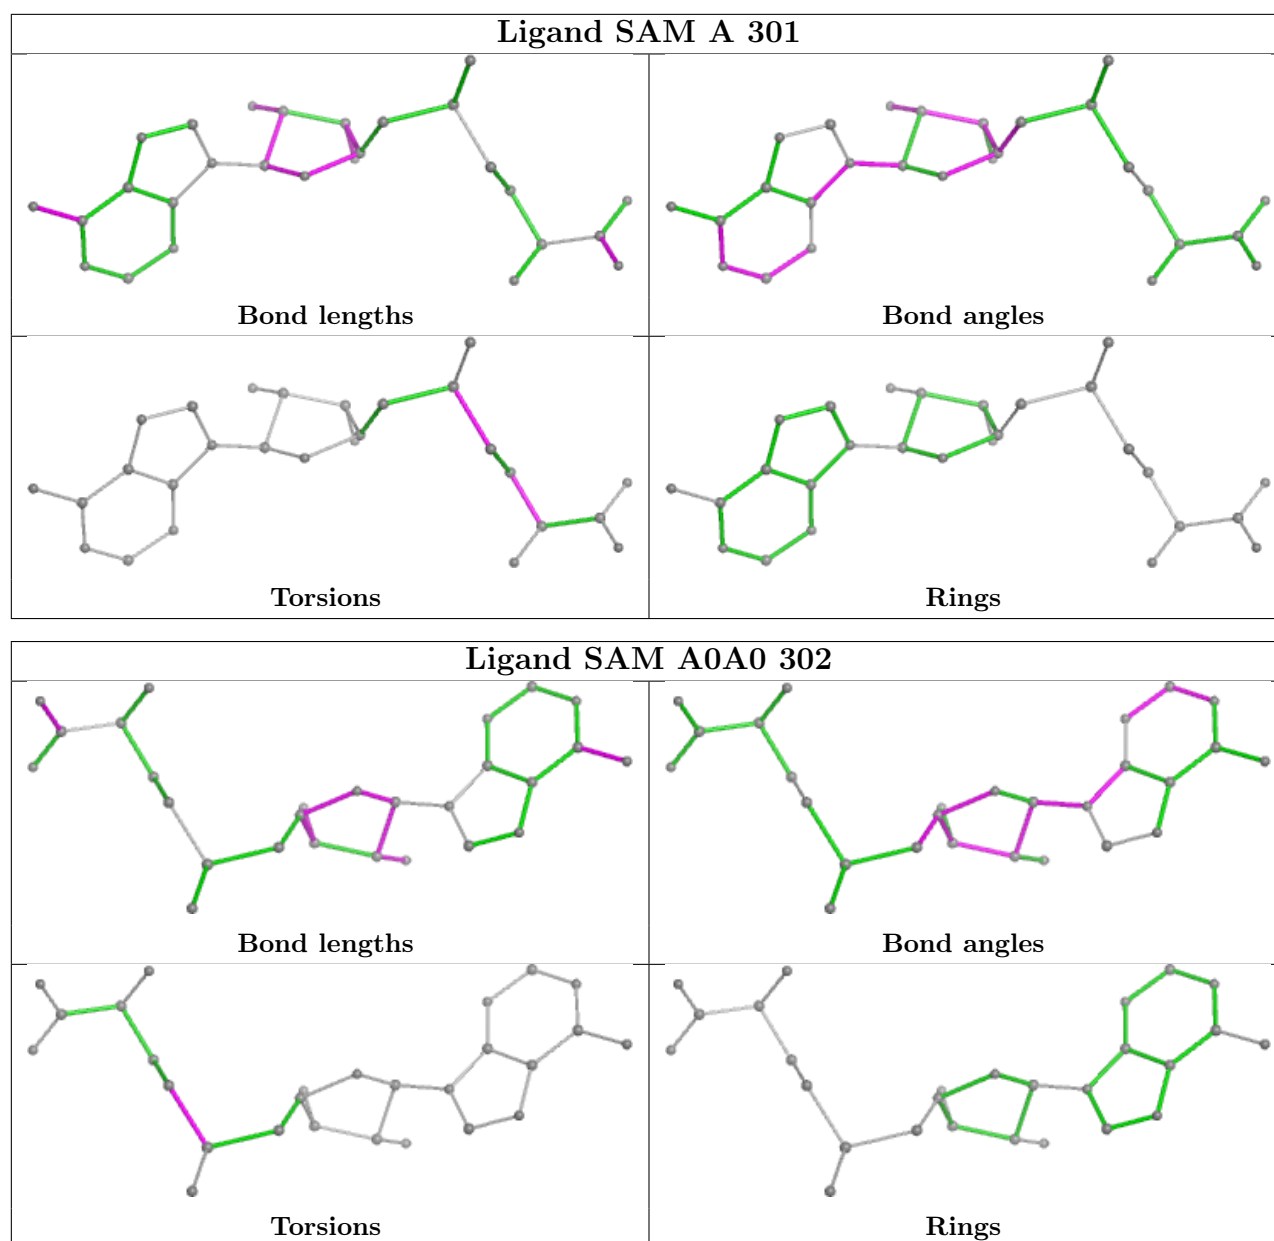 Ligand SAM A 301
Bond lengths
Bond angles
Torsions
Rings
Ligand SAM A0A0 302
Bond lengths
Bond angles
Torsions
Rings